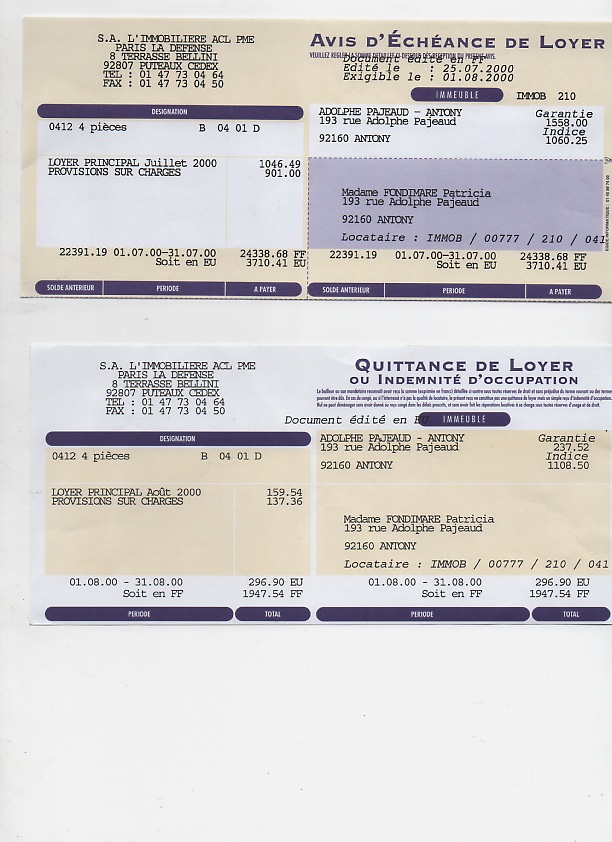 S.A. L'IMMOBILIERE ACL PME
PARIS LA DEFENSE
8 TERRASSE BELLINI
92807 PUTEAUX CEDEX
TEL : 01 47 73 04 64
FAX : 01 47 73 04 50
AVIS D'ÉCHÉANCE DE LOYER
VEUILLEZ REGLER LA SOMME DETAILLEE CI DESSOUS DES RECEPTION DU PRESENT AVIS.
Document édité en FF
Edité le : 25.07.2000
Exigible le : 01.08.2000
IMMEUBLE IMMOB 210
DESIGNATION
0412 4 pièces B 04 01 D
LOYER PRINCIPAL Juillet 2000 1046.49
PROVISIONS SUR CHARGES 901.00
ADOLPHE PAJEAUD - ANTONY Garantie
193 rue Adolphe Pajeaud 1558.00
Indice
92160 ANTONY 1060.25
Madame FONDIMARE Patricia
193 rue Adolphe Pajeaud
92160 ANTONY
Locataire : IMMOB / 00777 / 210 / 041
22391.19 01.07.00-31.07.00 24338.68 FF
Soit en EU 3710.41 EU
22391.19 01.07.00-31.07.00 24338.68 FF
Soit en EU 3710.41 EU
SOLDE ANTERIEUR PERIODE A PAYER
SOLDE ANTERIEUR PERIODE A PAYER
S.A. L'IMMOBILIERE ACL PME
PARIS LA DEFENSE
8 TERRASSE BELLINI
92807 PUTEAUX CEDEX
TEL : 01 47 73 04 64
FAX : 01 47 73 04 50
QUITTANCE DE LOYER
OU INDEMNITÉ D'OCCUPATION
Document édité en EU
IMMEUBLE
DESIGNATION
0412 4 pièces B 04 01 D
LOYER PRINCIPAL Août 2000 159.54
PROVISIONS SUR CHARGES 137.36
ADOLPHE PAJEAUD - ANTONY Garantie
193 rue Adolphe Pajeaud 237.52
Indice
92160 ANTONY 1108.50
Madame FONDIMARE Patricia
193 rue Adolphe Pajeaud
92160 ANTONY
Locataire : IMMOB / 00777 / 210 / 041
01.08.00 - 31.08.00 296.90 EU
Soit en FF 1947.54 FF
01.08.00 - 31.08.00 296.90 EU
Soit en FF 1947.54 FF
PERIODE TOTAL
PERIODE TOTAL